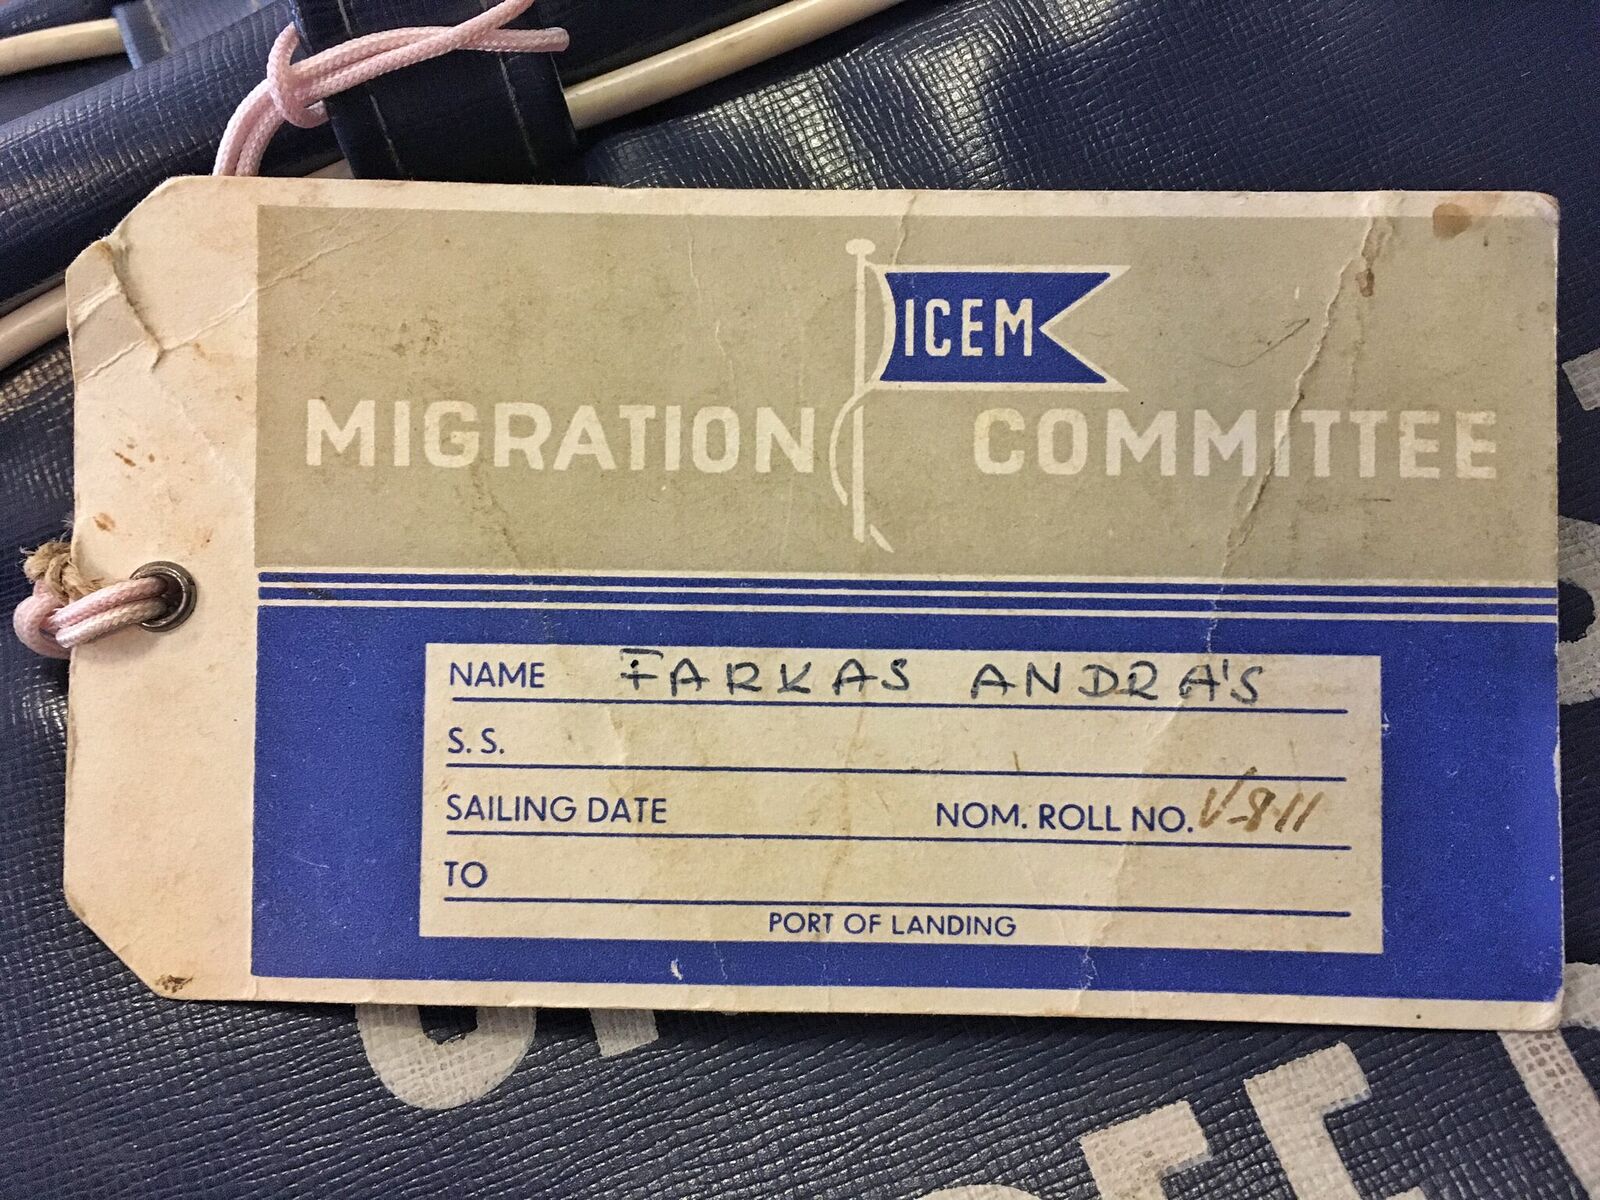 ICEM
MIGRATION COMMITTEE
NAME FARKAS ANDRA'S
S. S.
SAILING DATE NOM. ROLL NO. V-8-11
TO
PORT OF LANDING